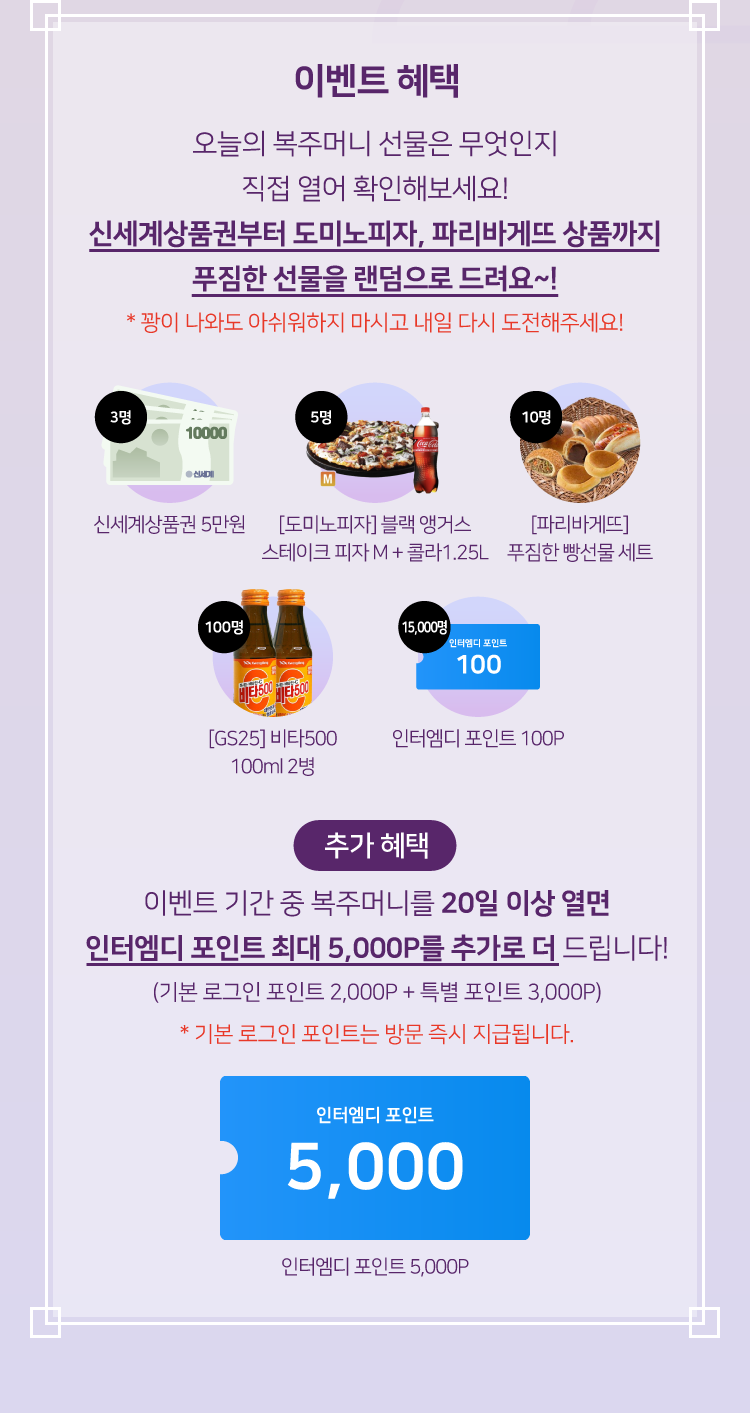 이벤트 혜택
오늘의 복주머니 선물은 무엇인지
직접 열어 확인해보세요!
신세계상품권부터 도미노피자, 파리바게뜨 상품까지
푸짐한 선물을 랜덤으로 드려요~!
* 꽝이 나와도 아쉬워하지 마시고 내일 다시 도전해주세요!
3명
10000
신세계
신세계상품권 5만원
5명
Coca-Cola
M
[도미노피자] 블랙 앵거스
스테이크 피자 M + 콜라1.25L
10명
[파리바게뜨]
푸짐한 빵선물 세트
100명
비타500
비타500
[GS25] 비타500
100ml 2병
15,000명
인터엠디 포인트
100
인터엠디 포인트 100P
추가 혜택
이벤트 기간 중 복주머니를 20일 이상 열면
인터엠디 포인트 최대 5,000P를 추가로 더 드립니다!
(기본 로그인 포인트 2,000P + 특별 포인트 3,000P)
* 기본 로그인 포인트는 방문 즉시 지급됩니다.
인터엠디 포인트
5,000
인터엠디 포인트 5,000P